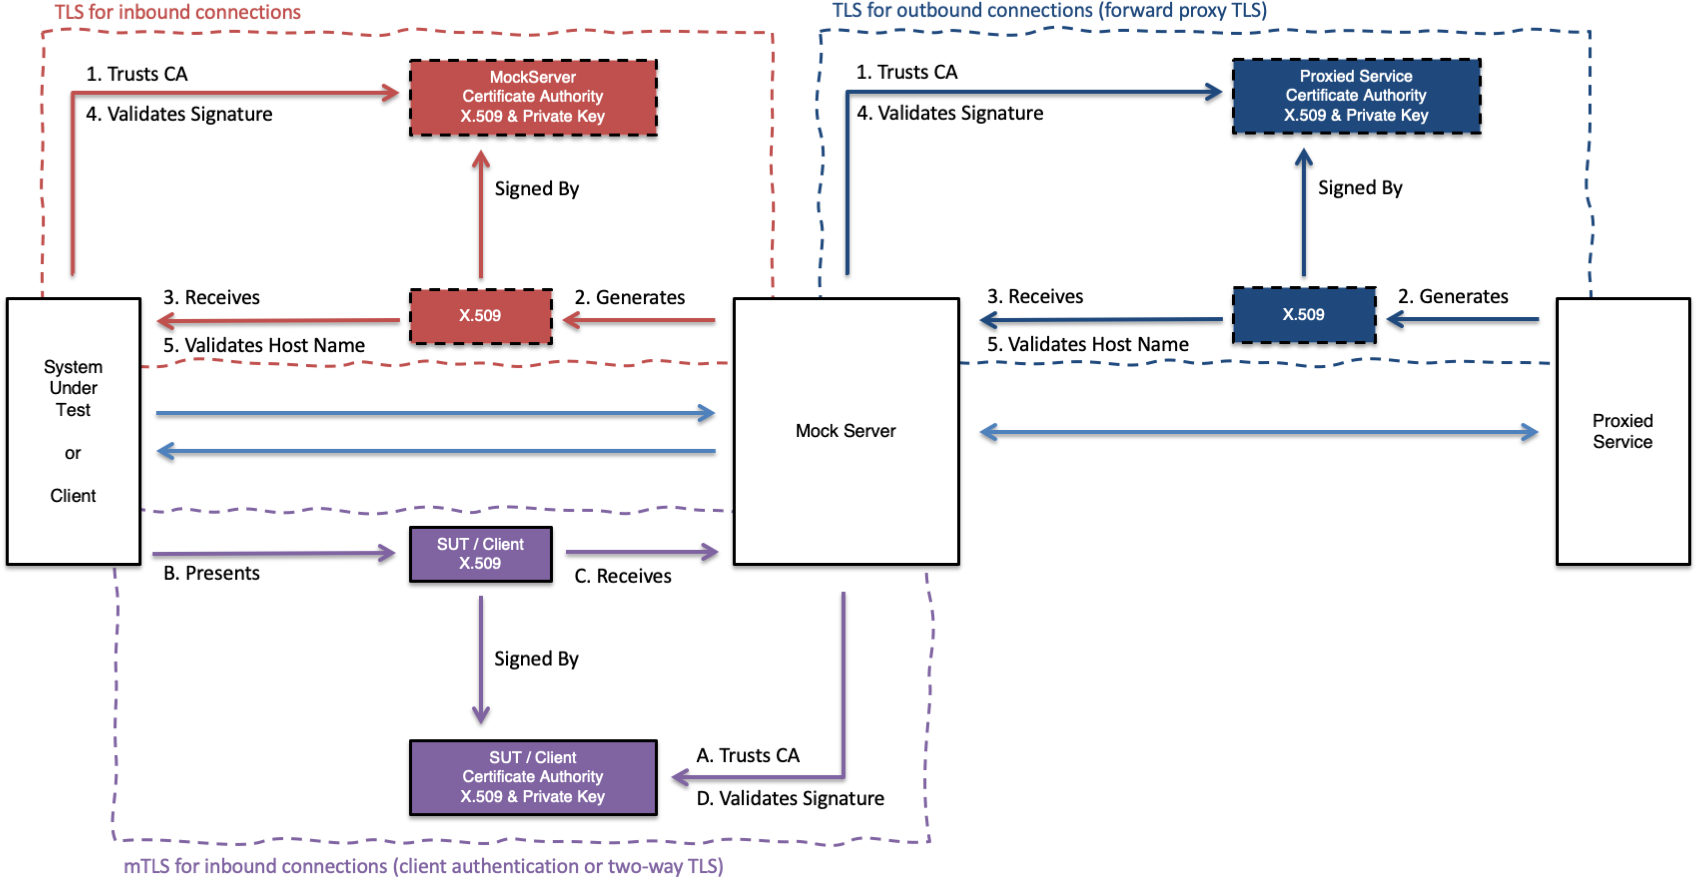 TLS for inbound connections
TLS for outbound connections (forward proxy TLS)
1. Trusts CA
4. Validates Signature
MockServer
Certificate Authority
X.509 & Private Key
1. Trusts CA
4. Validates Signature
Proxied Service
Certificate Authority
X.509 & Private Key
Signed By
Signed By
3. Receives
5. Validates Host Name
X.509
2. Generates
3. Receives
5. Validates Host Name
X.509
2. Generates
System
Under
Test
or
Client
Mock Server
Proxied
Service
B. Presents
SUT / Client
X.509
C. Receives
Signed By
SUT / Client
Certificate Authority
X.509 & Private Key
A. Trusts CA
D. Validates Signature
mTLS for inbound connections (client authentication or two-way TLS)